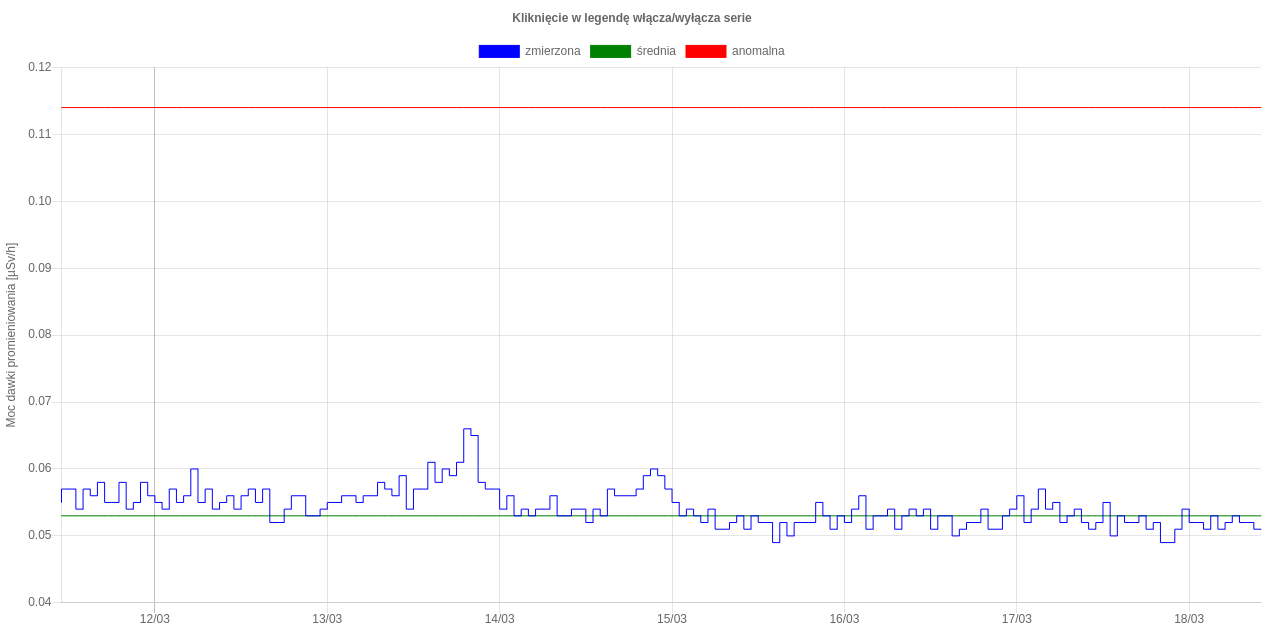 Kliknięcie w legendę włącza/wyłącza serie
zmierzona średnia anomalna
Moc dawki promieniowania [µSv/h]
0.12
0.11
0.10
0.09
0.08
0.07
0.06
0.05
0.04
12/03 13/03 14/03 15/03 16/03 17/03 18/03